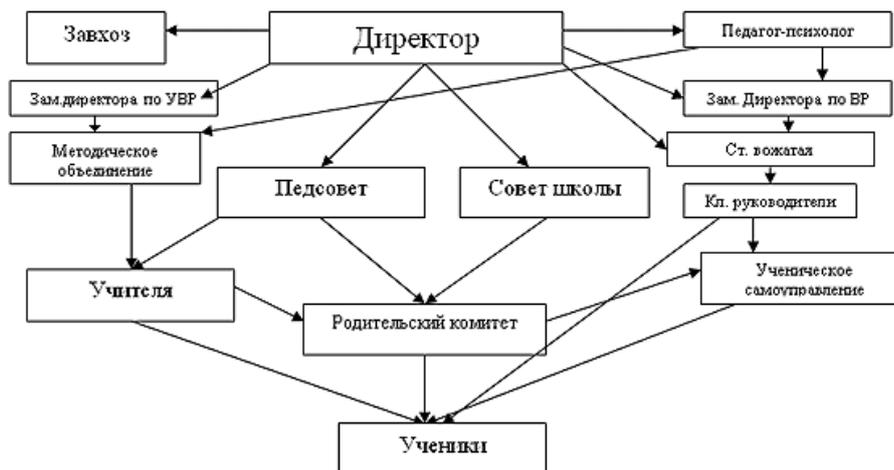 Завхоз
Директор
Педагог-психолог
Зам.директора по УВР
Зам. Директора по ВР
Методическое
объединение
Ст. вожатая
Педсовет
Совет школы
Кл. руководители
Учителя
Ученическое
самоуправление
Родительский комитет
Ученики